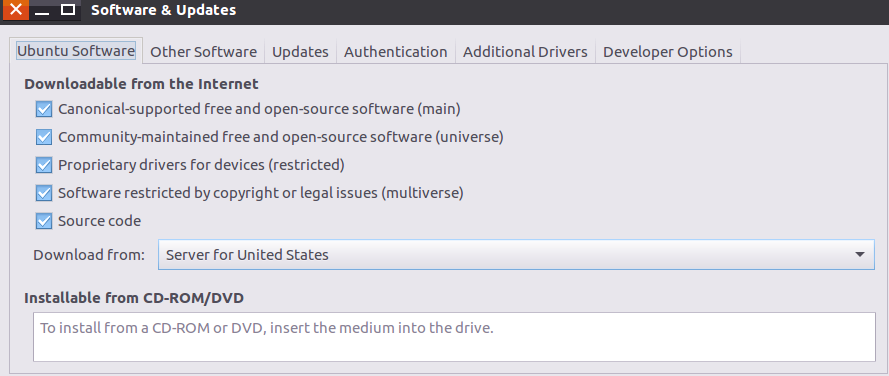 Software & Updates
Ubuntu Software Other Software Updates Authentication Additional Drivers Developer Options
Downloadable from the Internet
Canonical-supported free and open-source software (main)
Community-maintained free and open-source software (universe)
Proprietary drivers for devices (restricted)
Software restricted by copyright or legal issues (multiverse)
Source code
Download from: Server for United States
Installable from CD-ROM/DVD
To install from a CD-ROM or DVD, insert the medium into the drive.